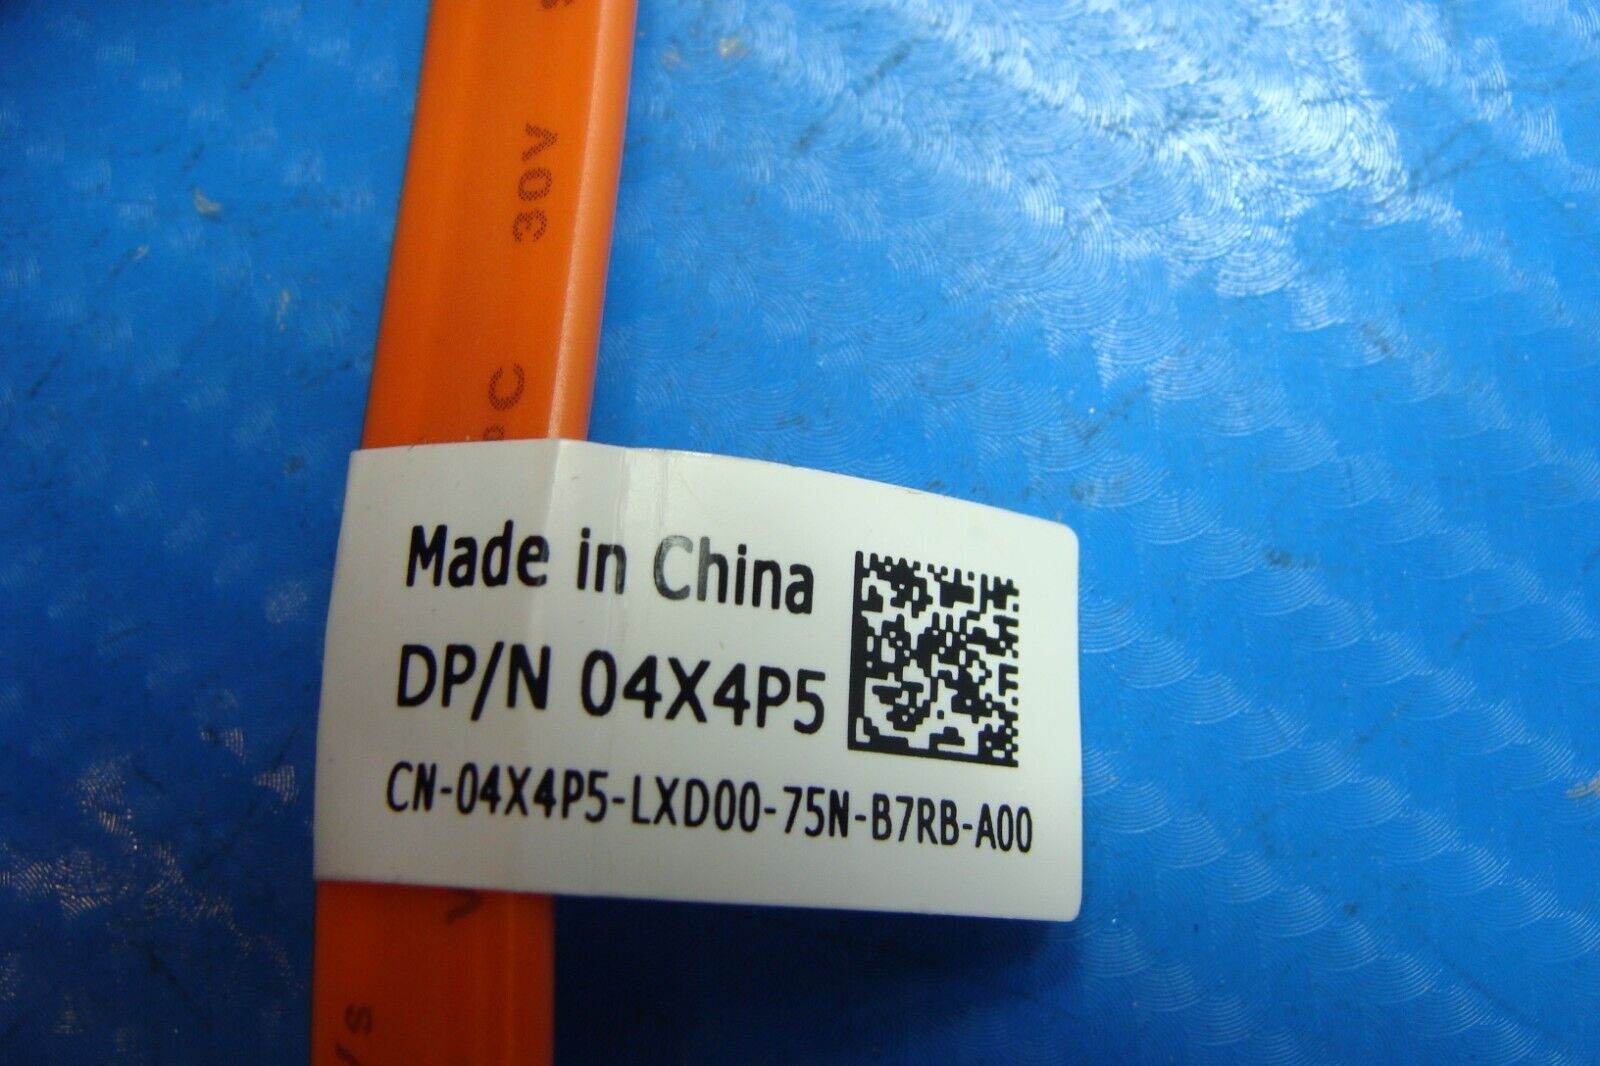 30V
°C
Made in China
DP/N 04X4P5
CN-04X4P5-LXD00-75N-B7RB-A00